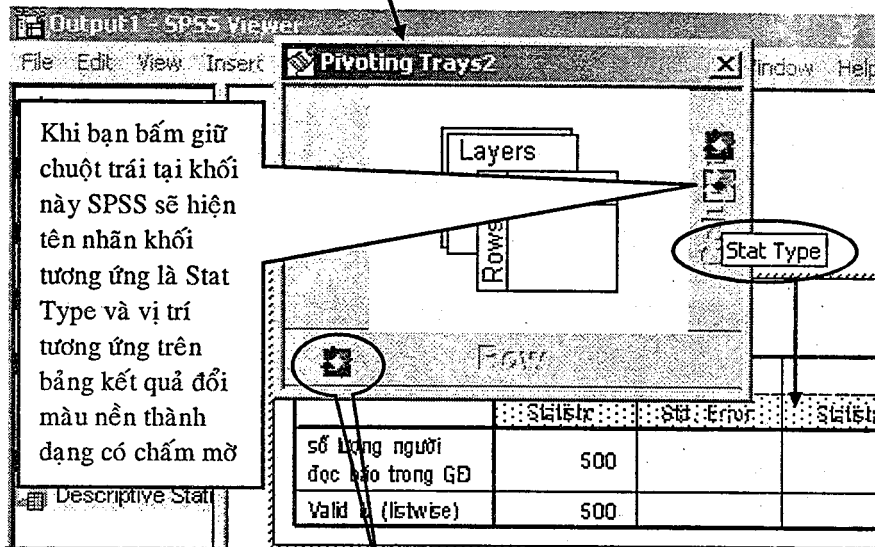 Output1 - SPSS Viewer
File Edit View Insert
Window Help
Pivoting Trays2
Khi bạn bấm giữ
chuột trái tại khối
này SPSS sẽ hiện
tên nhãn khối
tương ứng là Stat
Type và vị trí
tương ứng trên
bảng kết quả đổi
màu nền thành
dạng có chấm mờ
Layers
Rows
Stat Type
Row
Statistic Std. Error
số lượng người
đọc báo trong GĐ 500
Valid (listwise) 500
Descriptive Stati